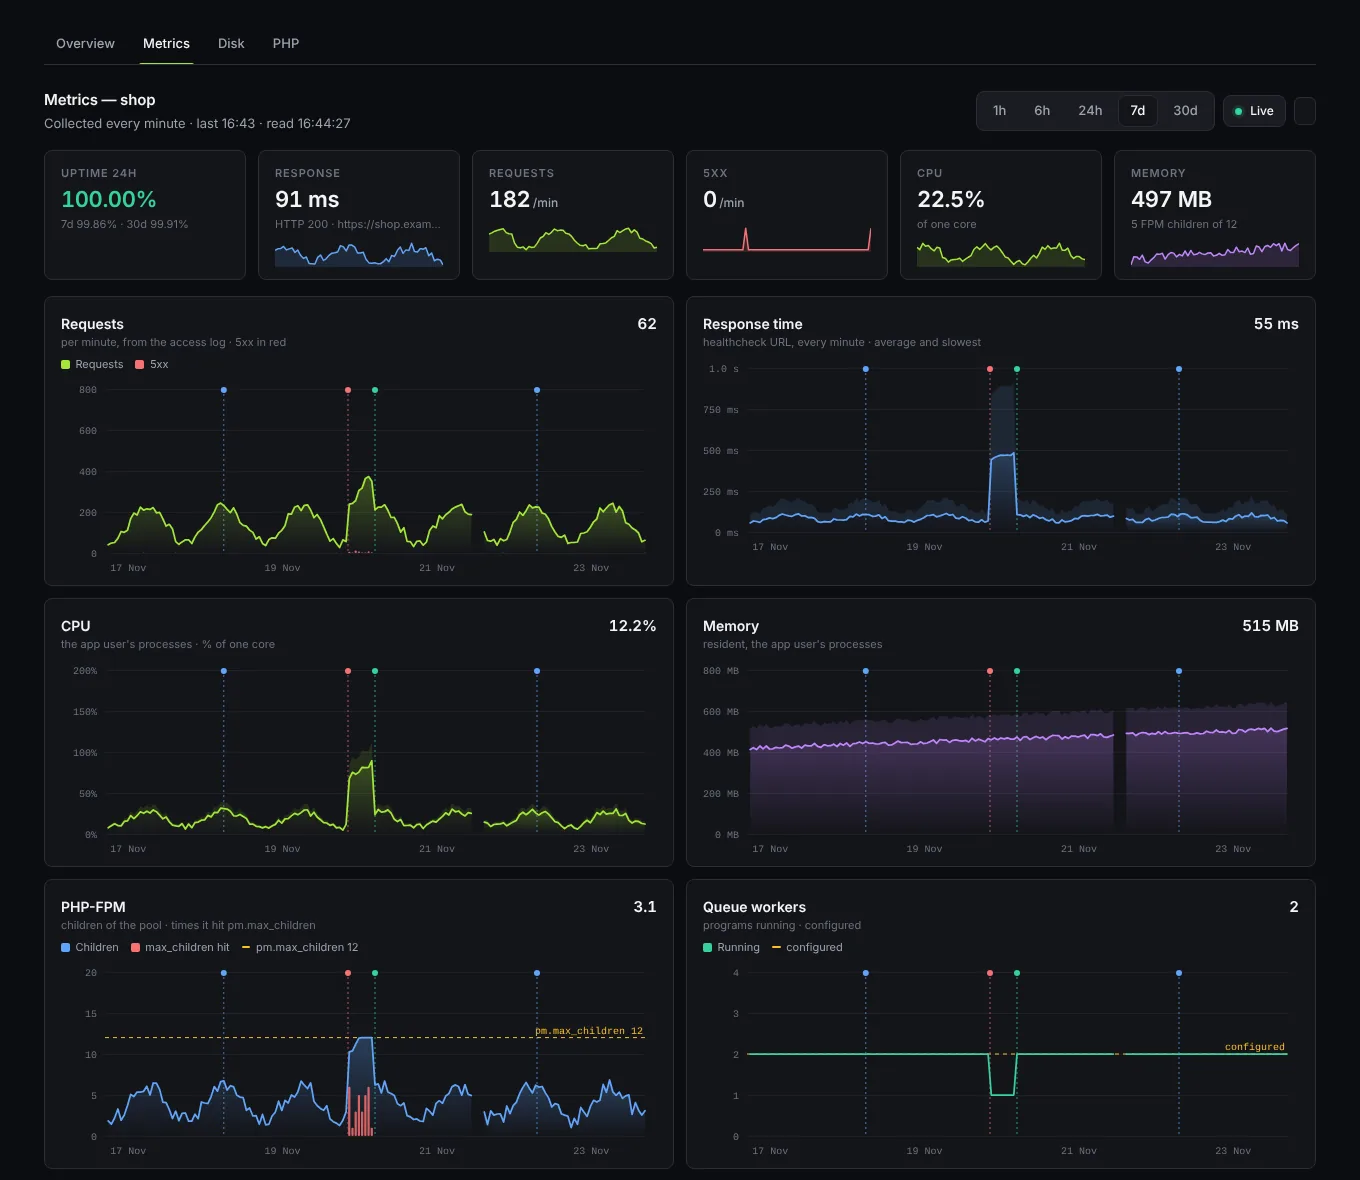 Overview Metrics Disk PHP
Metrics — shop
Collected every minute · last 16:43 · read 16:44:27
1h 6h 24h 7d 30d Live
UPTIME 24H
100.00%
7d 99.86% · 30d 99.91%
RESPONSE
91 ms
HTTP 200 · https://shop.exam...
REQUESTS
182 /min
5XX
0 /min
CPU
22.5%
of one core
MEMORY
497 MB
5 FPM children of 12
Requests 62
per minute, from the access log · 5xx in red
Requests 5xx
800
600
400
200
0
17 Nov 19 Nov 21 Nov 23 Nov
Response time 55 ms
healthcheck URL, every minute · average and slowest
1.0 s
750 ms
500 ms
250 ms
0 ms
17 Nov 19 Nov 21 Nov 23 Nov
CPU 12.2%
the app user's processes · % of one core
200%
150%
100%
50%
0%
17 Nov 19 Nov 21 Nov 23 Nov
Memory 515 MB
resident, the app user's processes
800 MB
600 MB
400 MB
200 MB
0 MB
17 Nov 19 Nov 21 Nov 23 Nov
PHP-FPM 3.1
children of the pool · times it hit pm.max_children
Children max_children hit pm.max_children 12
20
15
pm.max_children 12
10
5
0
17 Nov 19 Nov 21 Nov 23 Nov
Queue workers 2
programs running · configured
Running configured
4
3
configured
2
1
0
17 Nov 19 Nov 21 Nov 23 Nov